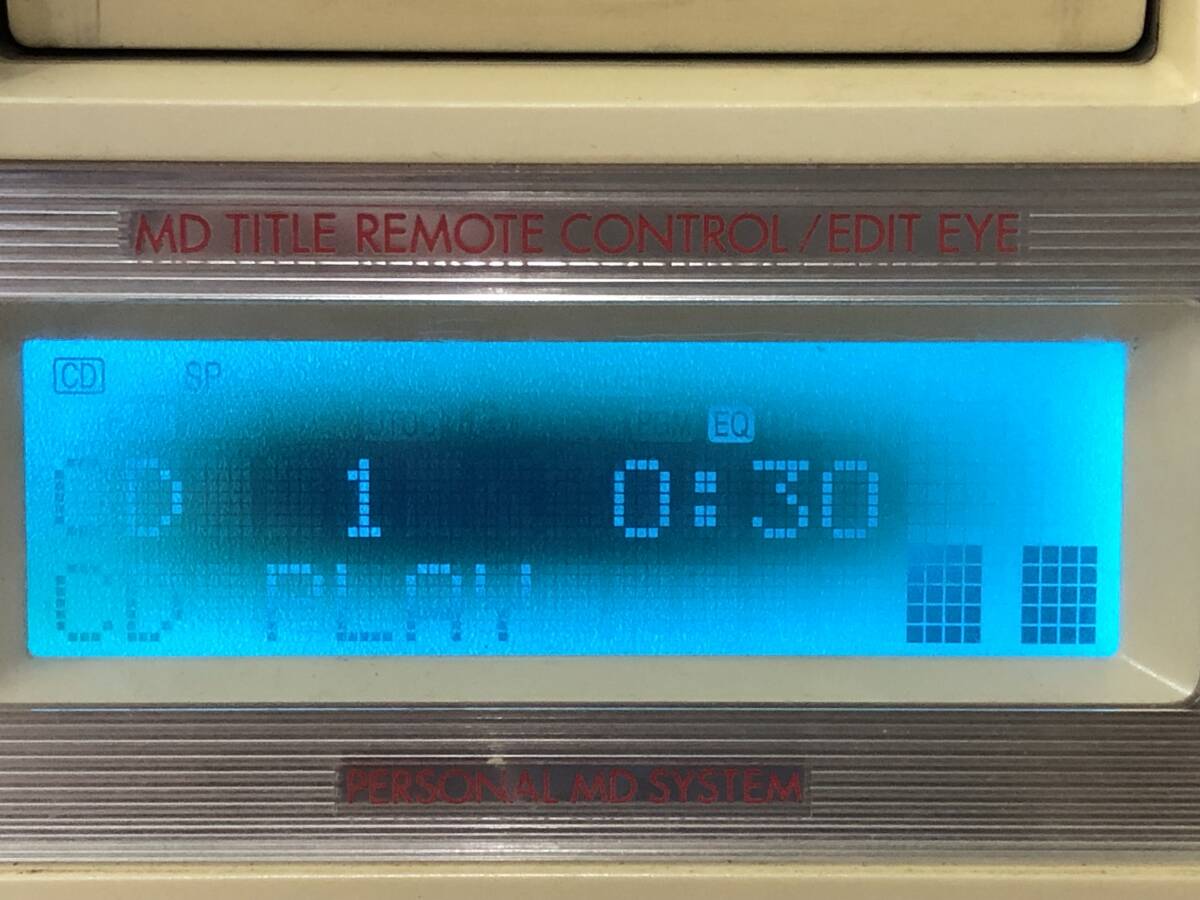 MD TITLE REMOTE CONTROL/EDIT EYE
CD SP
EQ
CD 1 0:30
CD PLAY
PERSONAL MD SYSTEM